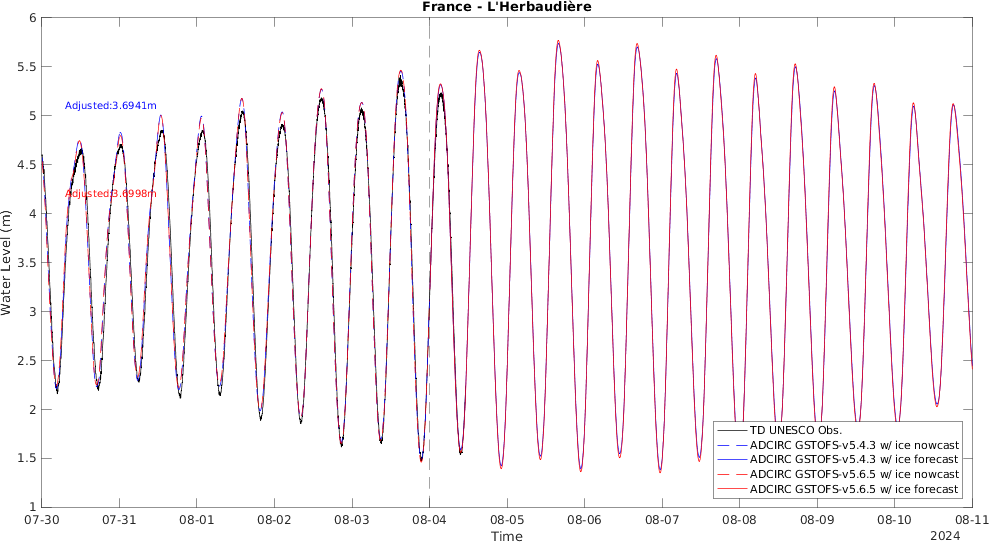 France - L'Herbaudière
6
5.5
5
4.5
4
3.5
3
2.5
2
1.5
1
Water Level (m)
Adjusted:3.6941m
Adjusted:3.6998m
TD UNESCO Obs.
ADCIRC GSTOFS-v5.4.3 w/ ice nowcast
ADCIRC GSTOFS-v5.4.3 w/ ice forecast
ADCIRC GSTOFS-v5.6.5 w/ ice nowcast
ADCIRC GSTOFS-v5.6.5 w/ ice forecast
07-30 07-31 08-01 08-02 08-03 08-04 08-05 08-06 08-07 08-08 08-09 08-10 08-11
Time
2024